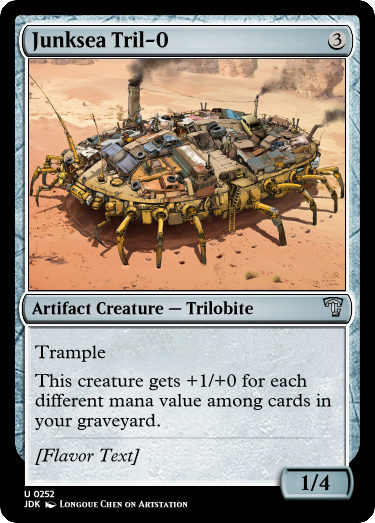 Junksea Tril-0 3
Artifact Creature — Trilobite
Trample
This creature gets +1/+0 for each
different mana value among cards in
your graveyard.
[Flavor Text]
1/4
U 0252
JDK Longoue Chen on Artstation